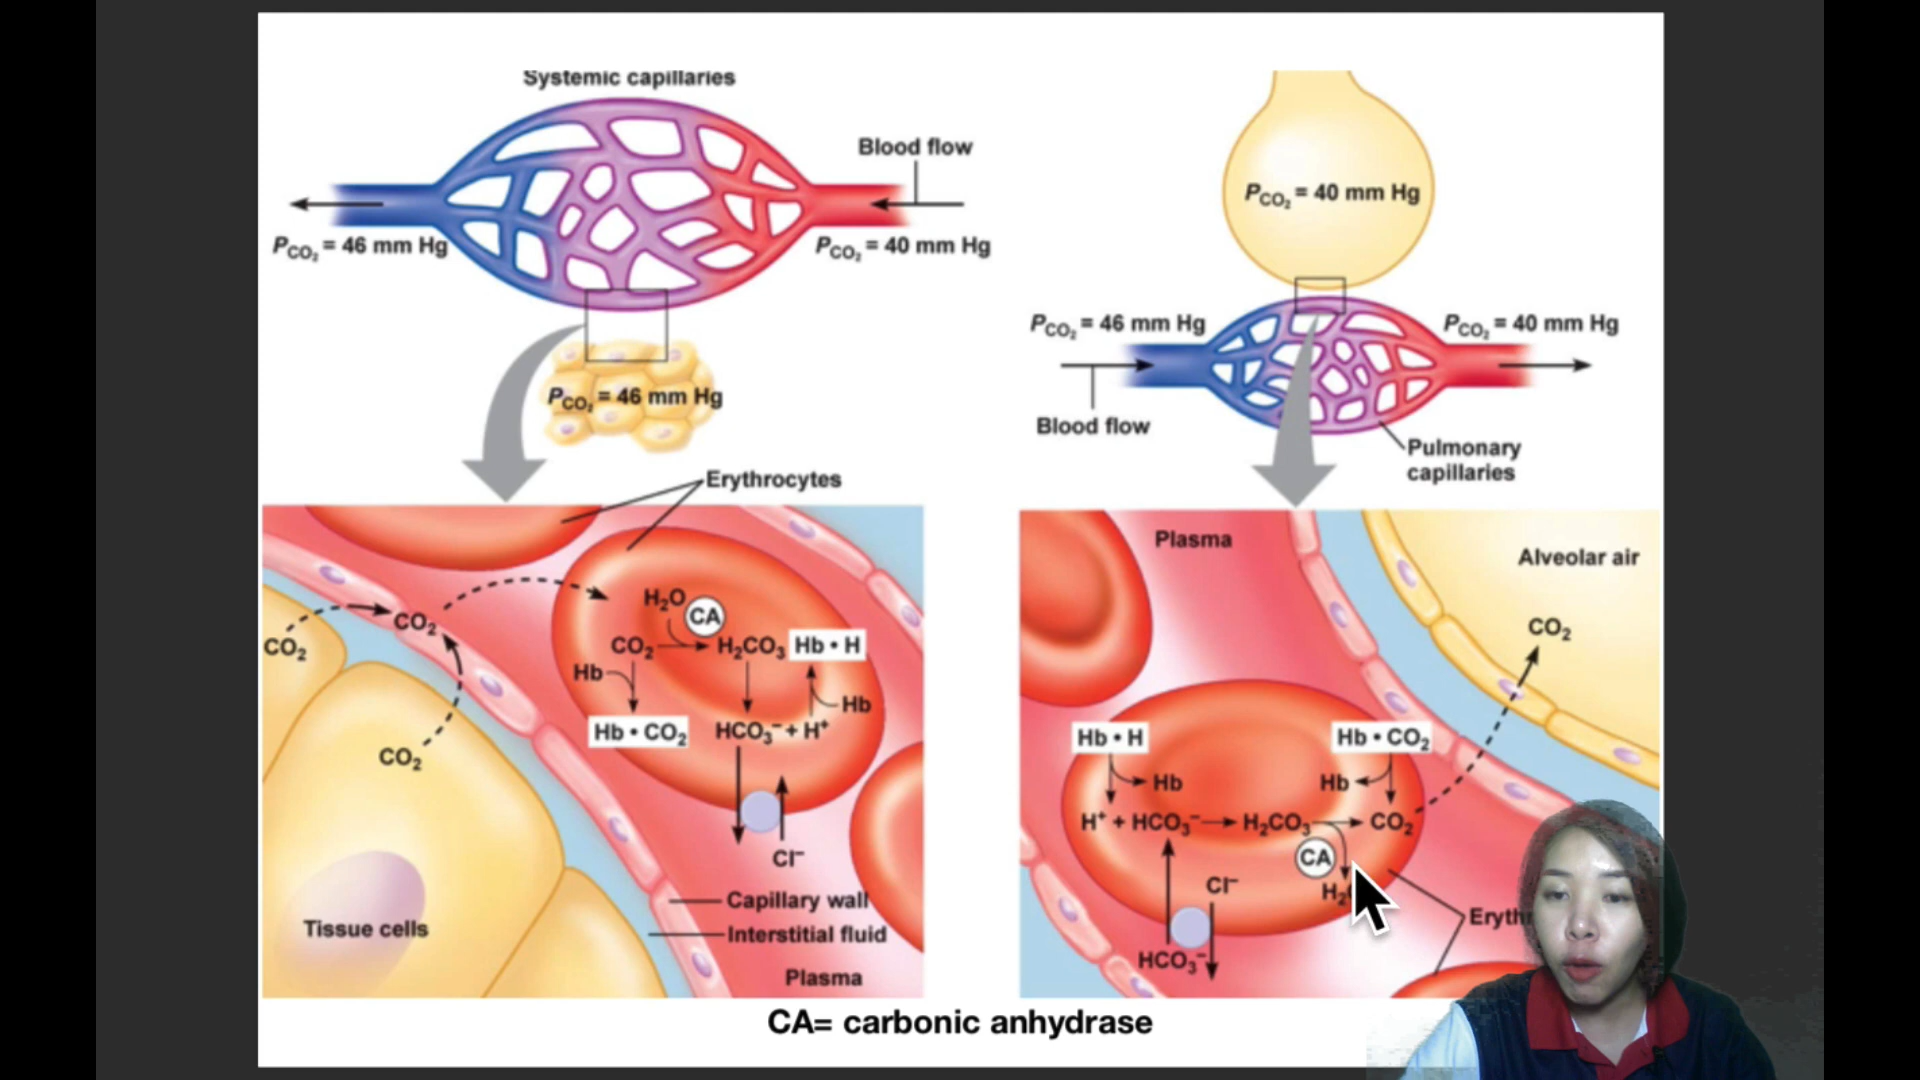 Systemic capillaries
Blood flow
PCO₂ = 46 mm Hg
PCO₂ = 40 mm Hg
PCO₂ = 46 mm Hg
Erythrocytes
CO₂
CO₂
CO₂
H₂O
CA
CO₂
H₂CO₃
Hb • H
Hb
Hb
Hb • CO₂
HCO₃⁻ + H⁺
Cl⁻
Capillary wall
Interstitial fluid
Plasma
Tissue cells
PCO₂ = 40 mm Hg
PCO₂ = 46 mm Hg
PCO₂ = 40 mm Hg
Blood flow
Pulmonary
capillaries
Plasma
Alveolar air
CO₂
Hb • H
Hb • CO₂
Hb
Hb
H⁺ + HCO₃⁻
H₂CO₃
CO₂
CA
Cl⁻
HCO₃⁻
CA= carbonic anhydrase